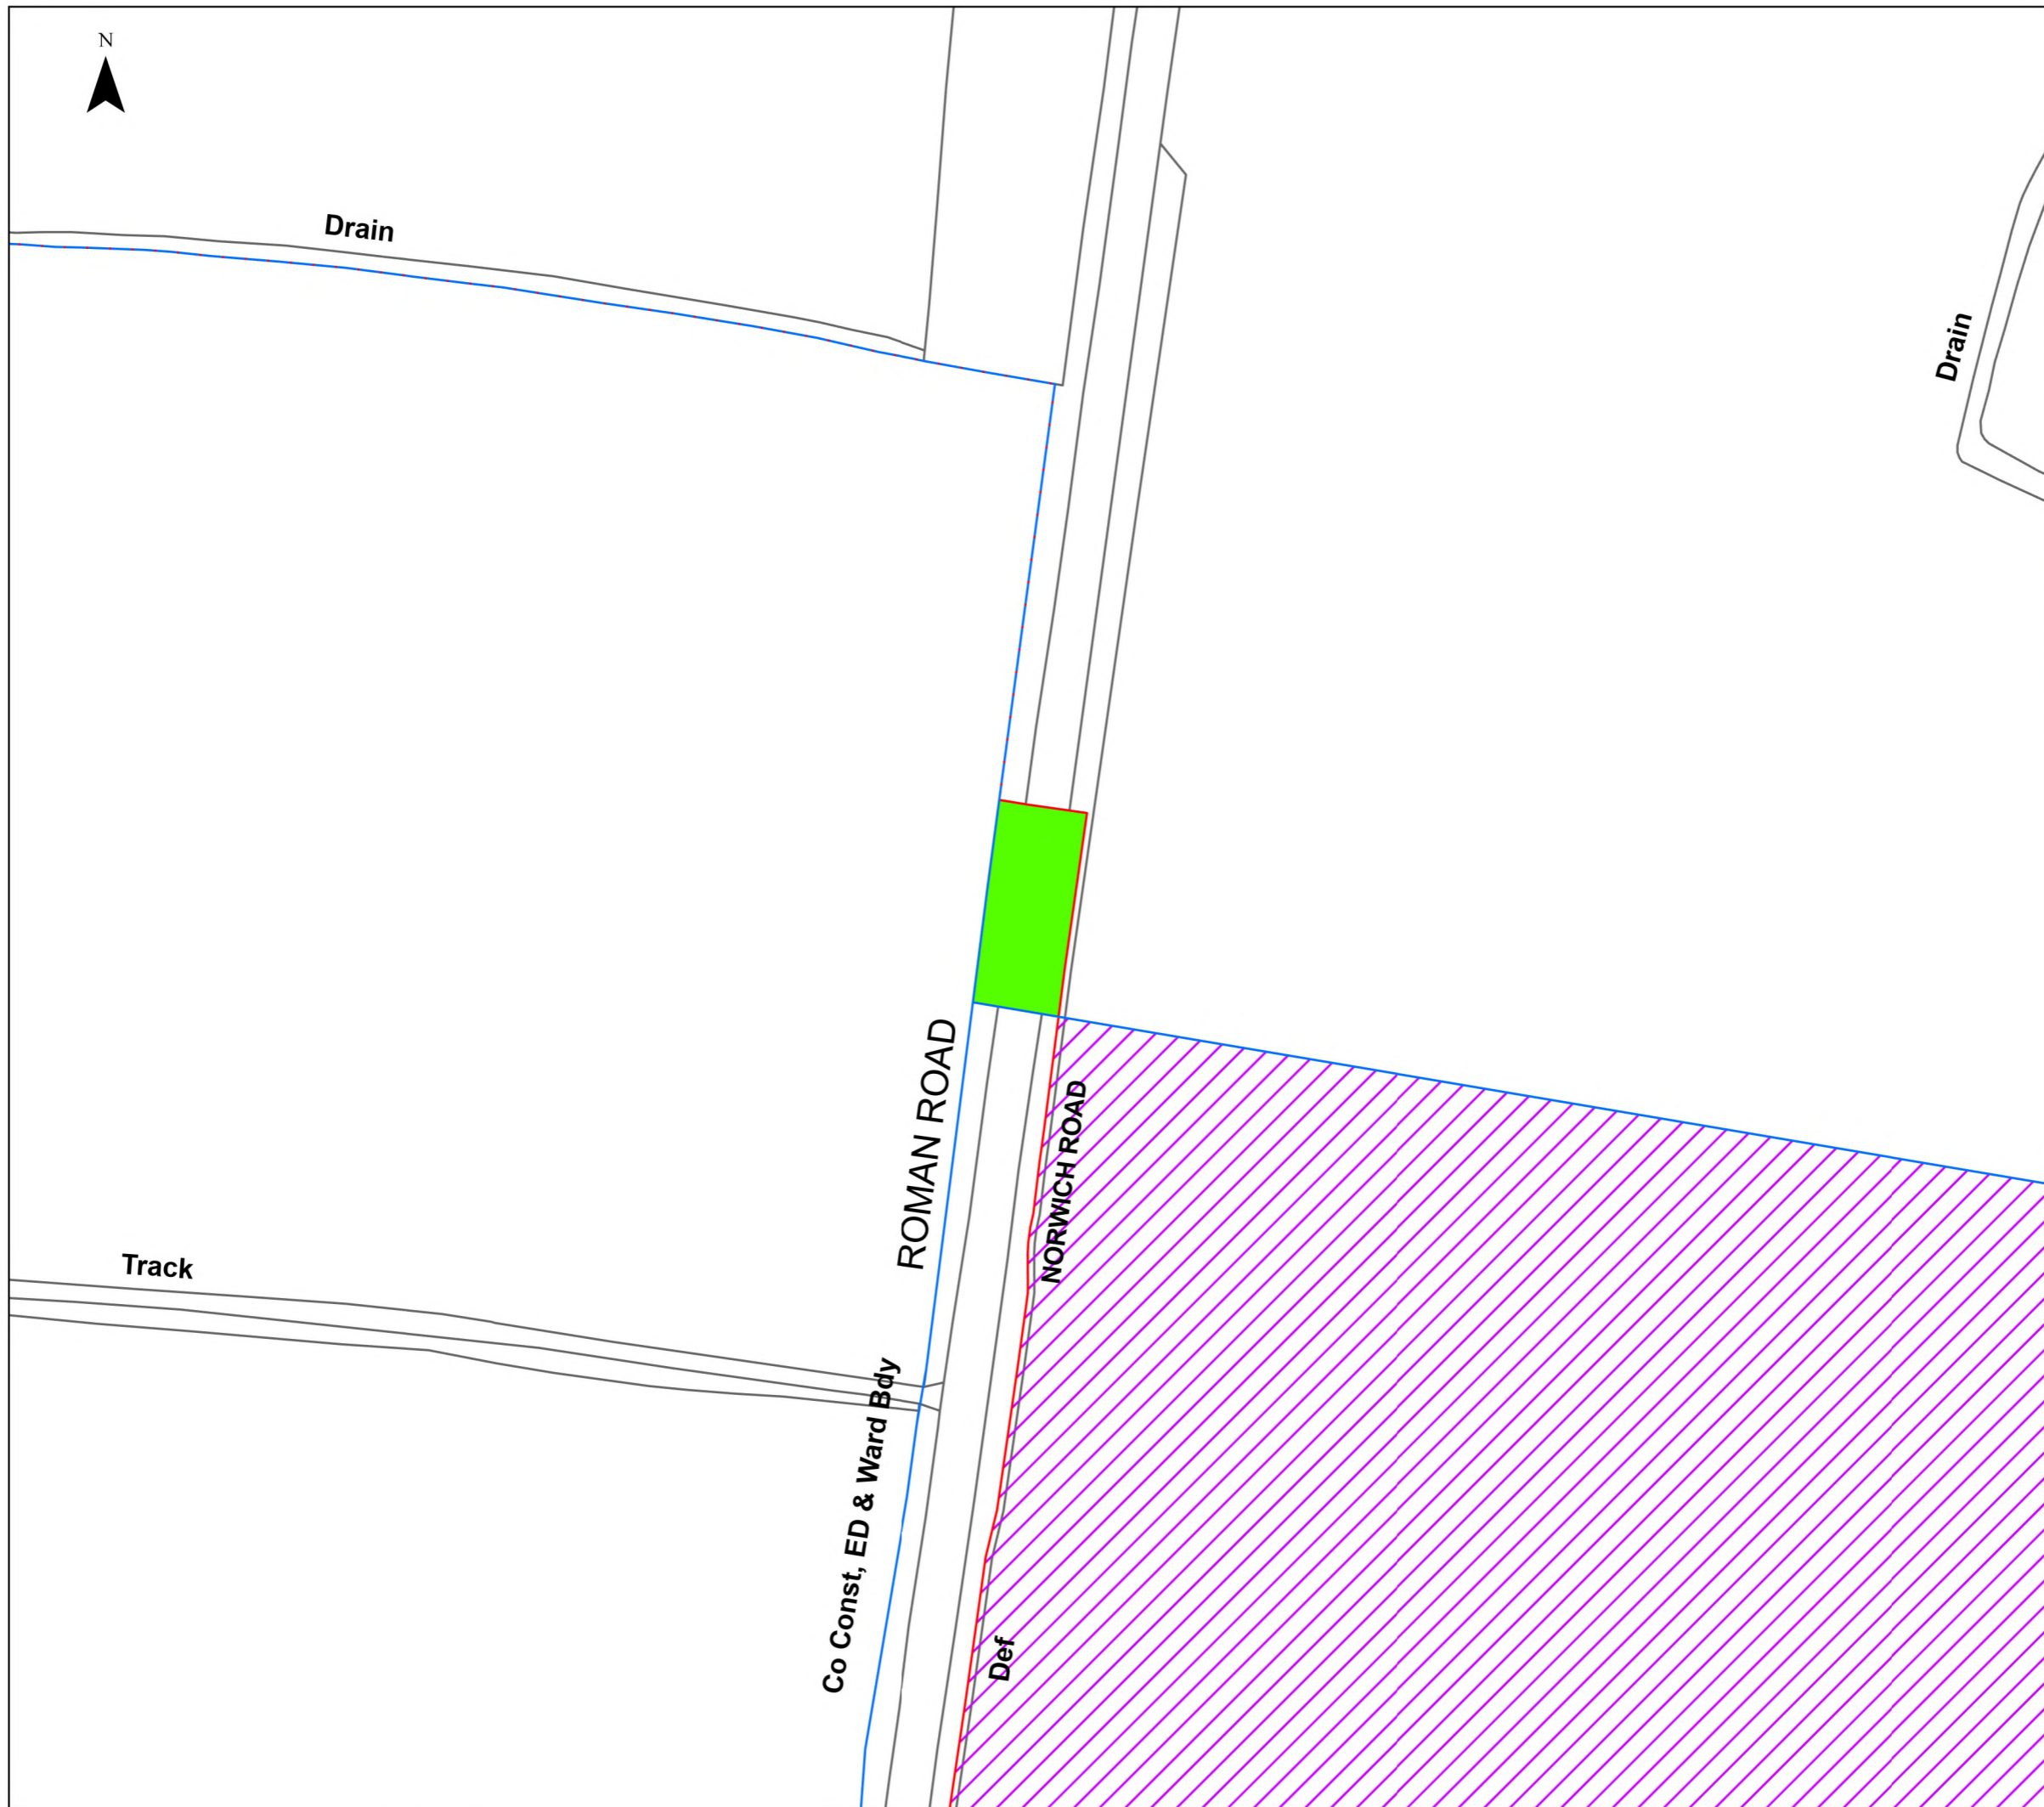 N
Drain
Drain
ROMAN ROAD
NORWICH ROAD
Track
Co Const, ED & Ward Bdy
Def